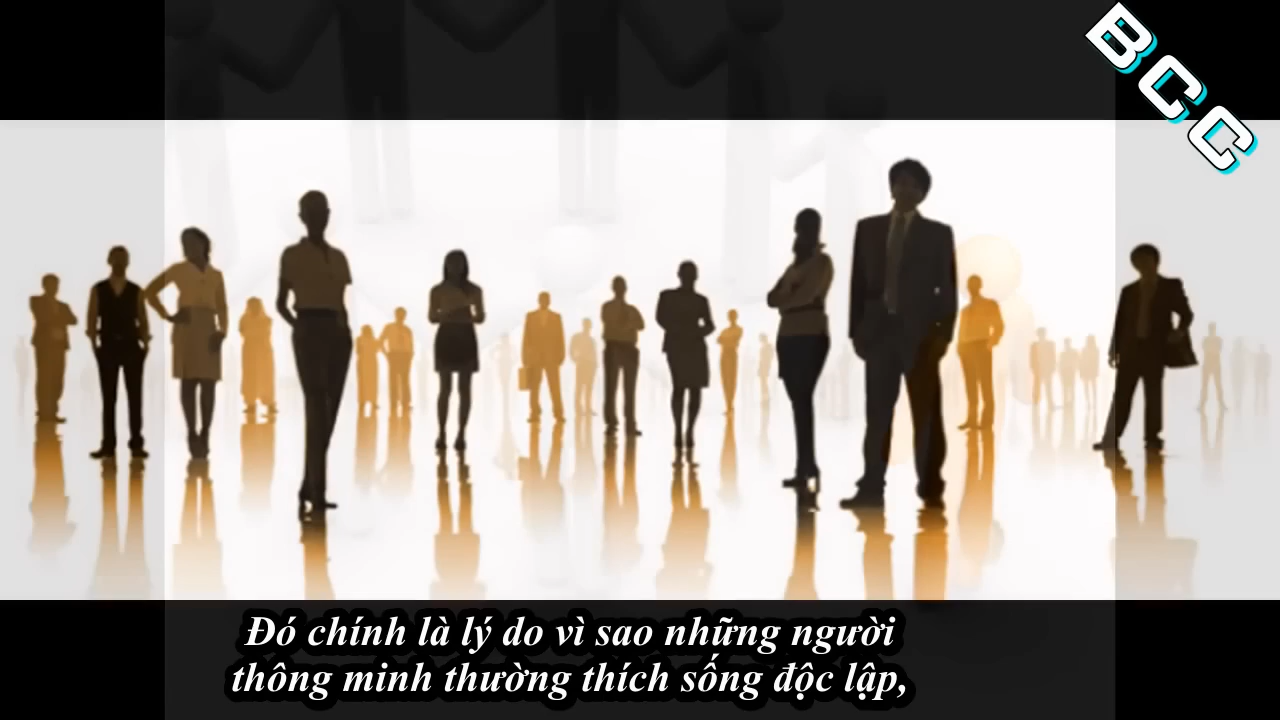 BCC
Đó chính là lý do vì sao những người
thông minh thường thích sống độc lập,